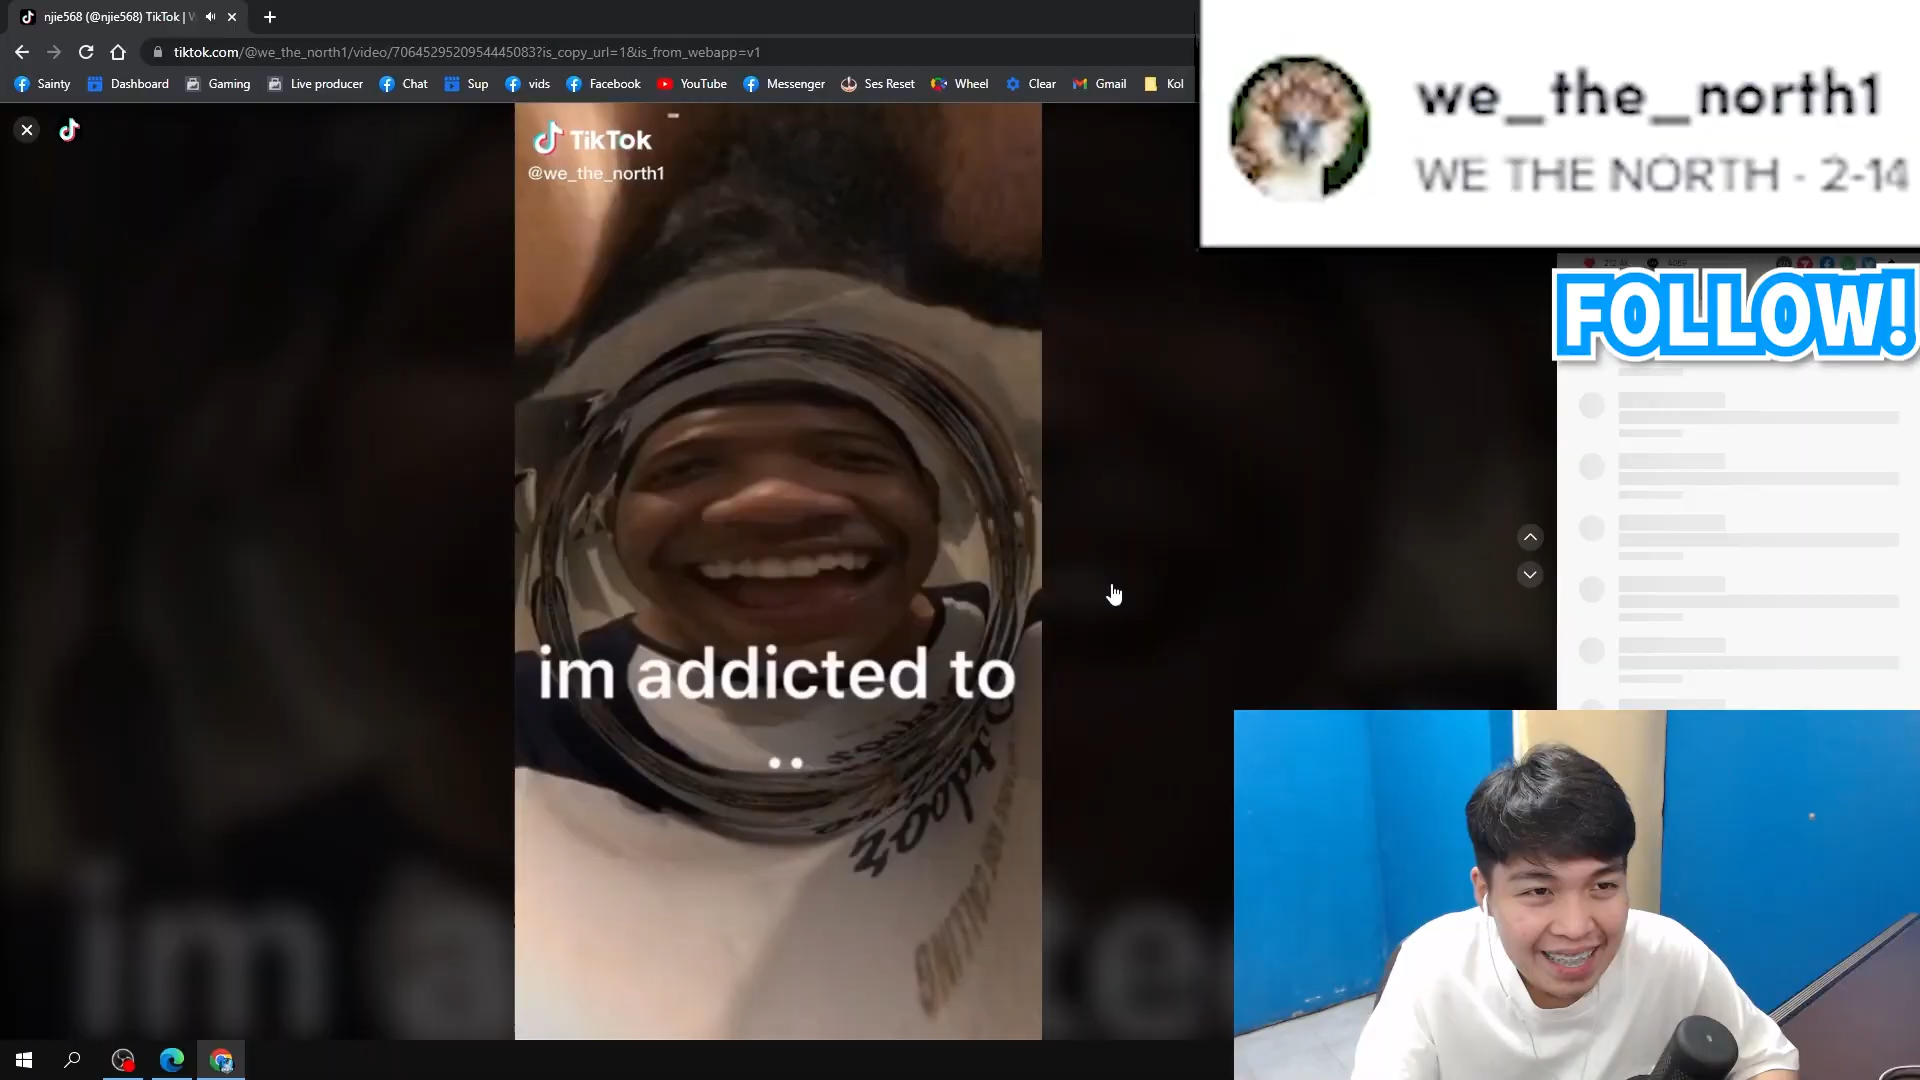 njie568 (@njie568) TikTok | W
tiktok.com/@we_the_north1/video/7064529520954445083?is_copy_url=1&is_from_webapp=v1
Sainty
Dashboard
Gaming
Live producer
Chat
Sup
vids
Facebook
YouTube
Messenger
Ses Reset
Wheel
Clear
Gmail
Kol
we_the_north1
WE THE NORTH · 2-14
TikTok
@we_the_north1
FOLLOW!
im addicted to